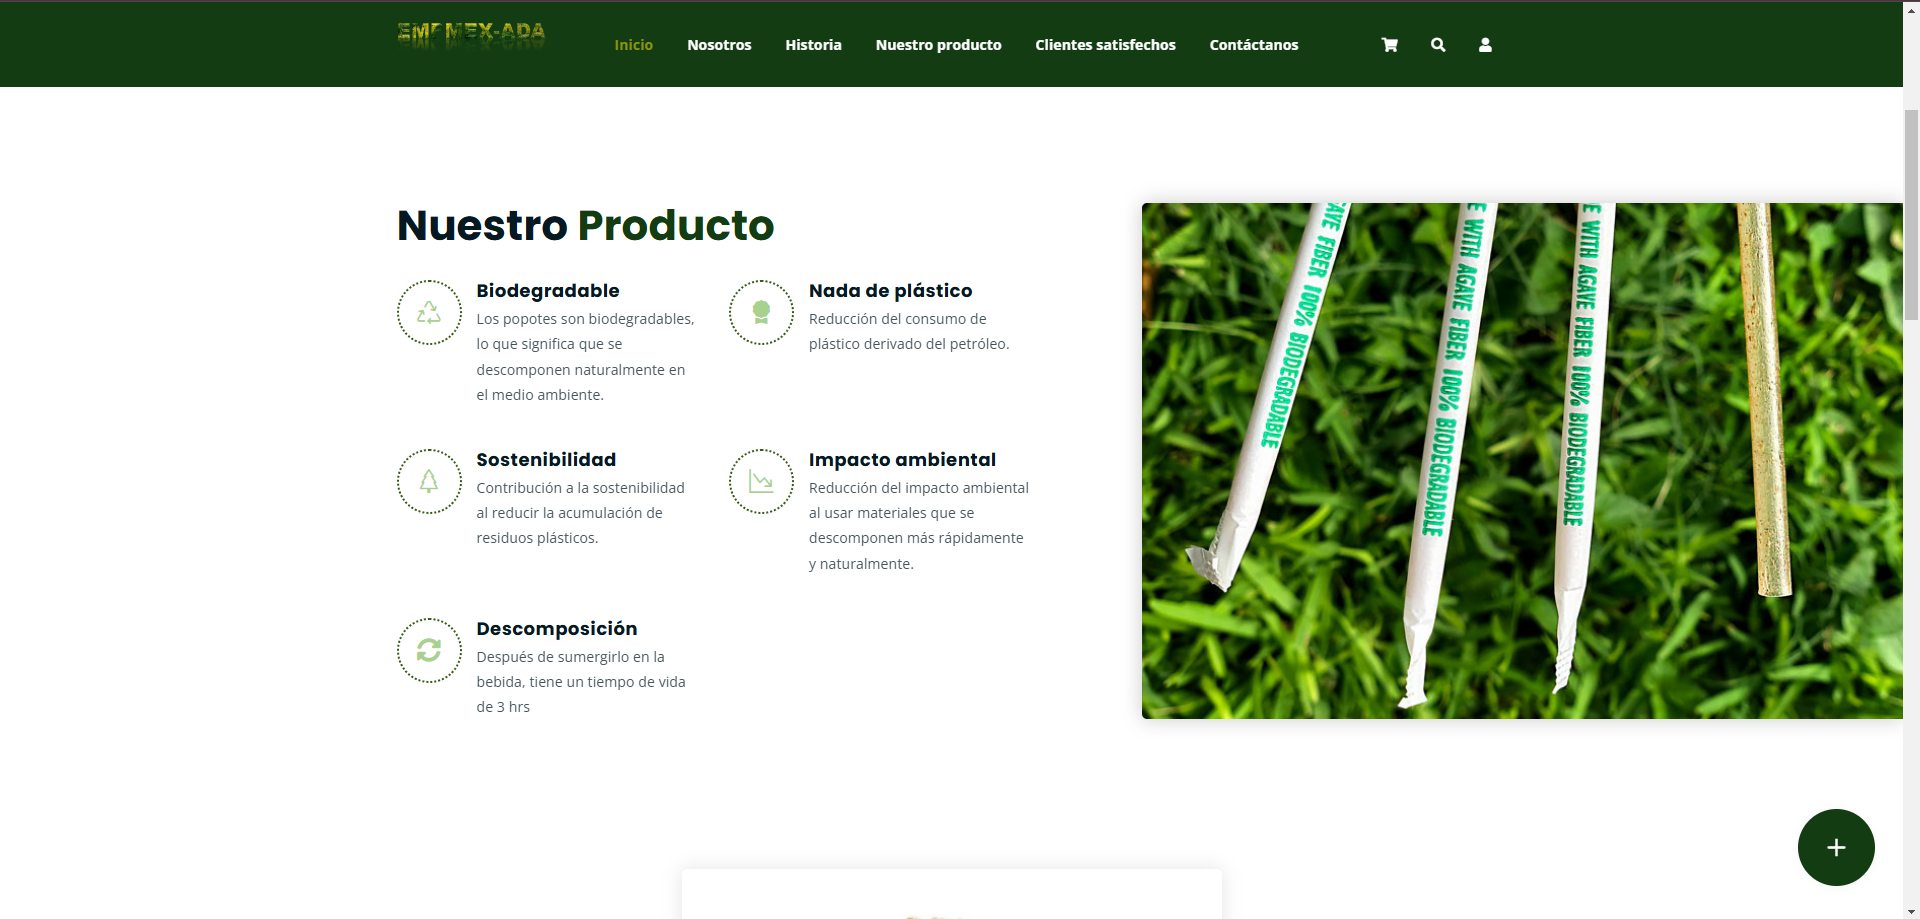 EMPMEX-ADA
Inicio Nosotros Historia Nuestro producto Clientes satisfechos Contáctanos
Nuestro Producto
Biodegradable
Los popotes son biodegradables,
lo que significa que se
descomponen naturalmente en
el medio ambiente.
Nada de plástico
Reducción del consumo de
plástico derivado del petróleo.
Sostenibilidad
Contribución a la sostenibilidad
al reducir la acumulación de
residuos plásticos.
Impacto ambiental
Reducción del impacto ambiental
al usar materiales que se
descomponen más rápidamente
y naturalmente.
Descomposición
Después de sumergirlo en la
bebida, tiene un tiempo de vida
de 3 hrs
AGAVE FIBER 100% BIODEGRADABLE
WITH AGAVE FIBER 100% BIODEGRADABLE
E WITH AGAVE FIBER 100% BIODEGRADABLE